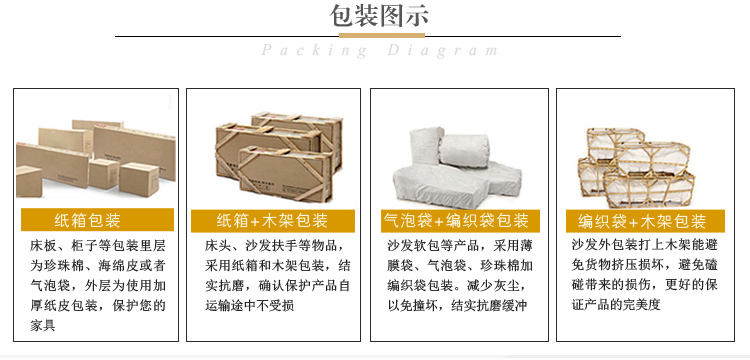 包装图示
Packing Diagram
纸箱包装
床板、柜子等包装里层
为珍珠棉、海绵皮或者
气泡袋，外层为使用加
厚纸皮包装，保护您的
家具
纸箱+木架包装
床头、沙发扶手等物品，
采用纸箱和木架包装，结
实抗磨，确认保护产品自
运输途中不受损
气泡袋+编织袋包装
沙发软包等产品，采用薄
膜袋、气泡袋、珍珠棉加
编织袋包装。减少灰尘，
以免撞坏，结实抗磨缓冲
编织袋+木架包装
沙发外包装打上木架能避
免货物挤压损坏，避免磕
碰带来的损伤，更好的保
证产品的完美度